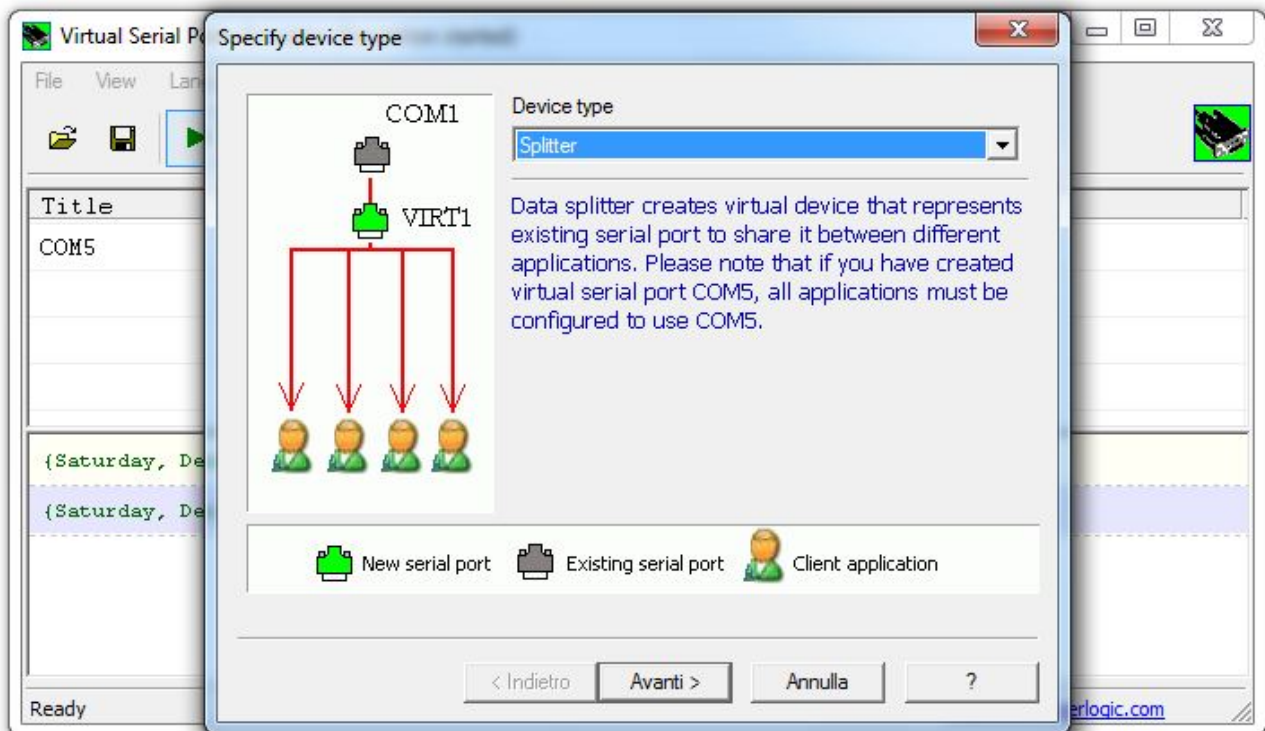 Virtual Serial Po
Specify device type
File View Lan
COM1
VIRT1
Device type
Splitter
Data splitter creates virtual device that represents
existing serial port to share it between different
applications. Please note that if you have created
virtual serial port COM5, all applications must be
configured to use COM5.
Title
COM5
{Saturday, De
{Saturday, De
New serial port Existing serial port Client application
< Indietro Avanti > Annulla ?
Ready erlogic.com